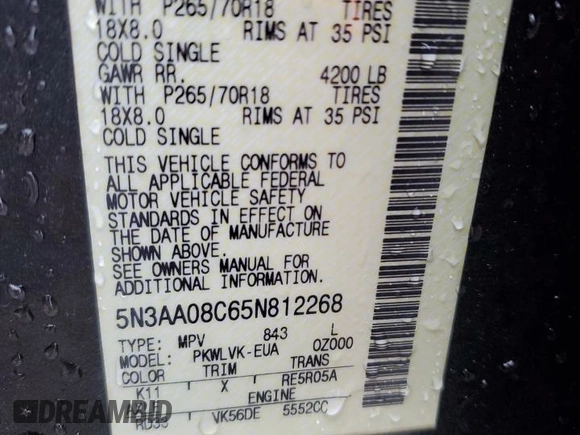 WITH P265/70R18 TIRES
18X8.0 RIMS AT 35 PSI
COLD SINGLE
GAWR RR. 4200 LB
WITH P265/70R18 TIRES
18X8.0 RIMS AT 35 PSI
COLD SINGLE
THIS VEHICLE CONFORMS TO
ALL APPLICABLE FEDERAL
MOTOR VEHICLE SAFETY
STANDARDS IN EFFECT ON
THE DATE OF MANUFACTURE
SHOWN ABOVE.
SEE OWNERS MANUAL FOR
ADDITIONAL INFORMATION.
5N3AA08C65N812268
TYPE: MPV 843 L
MODEL: PKWLVK-EUA 0Z000
COLOR TRIM TRANS
K11 X RE5R05A
ENGINE
VK56DE 5552CC
DREAMBID